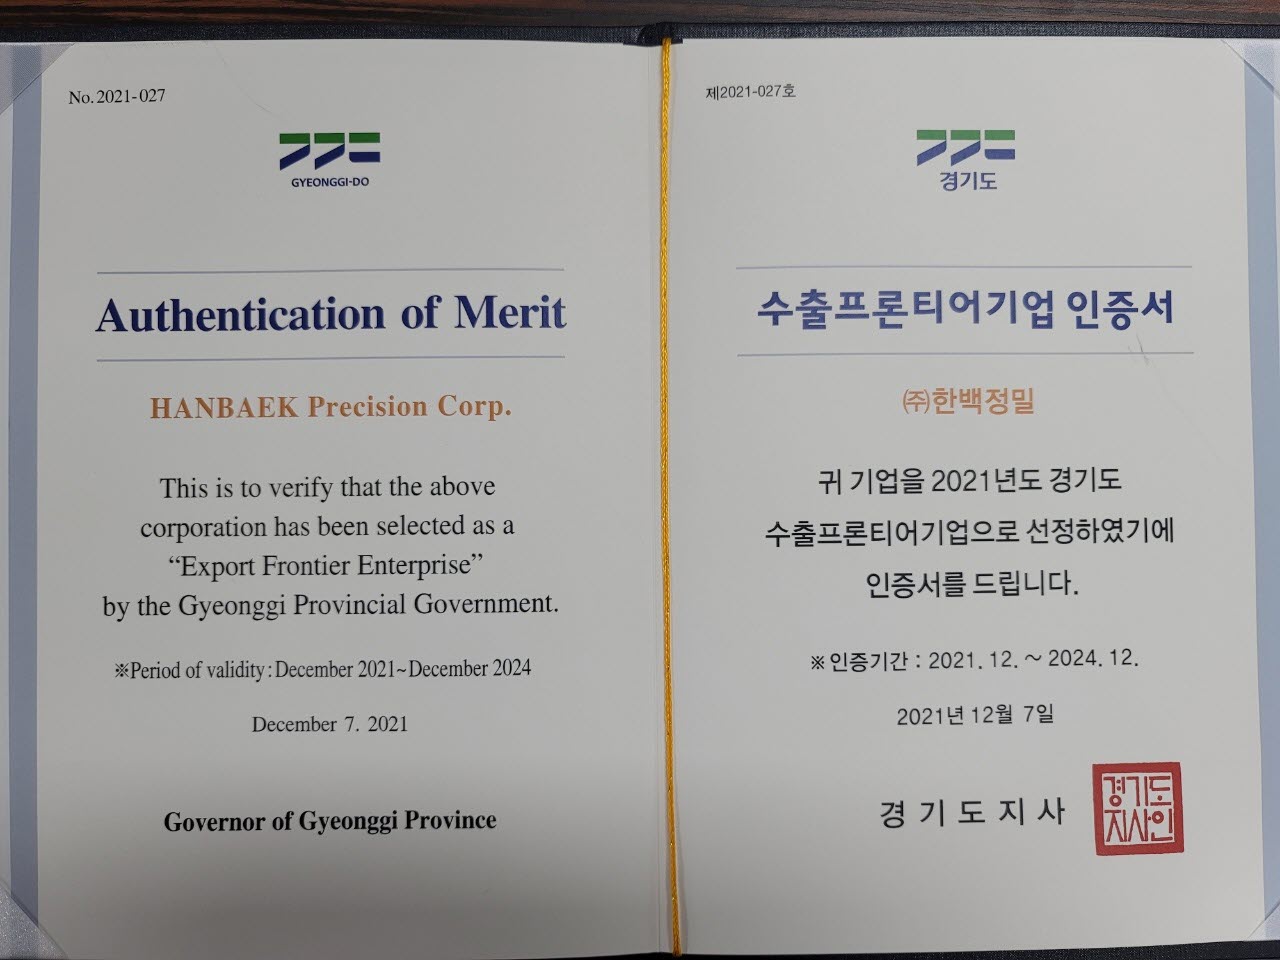 No.2021-027
GYEONGGI-DO
Authentication of Merit
HANBAEK Precision Corp.
This is to verify that the above
corporation has been selected as a
“Export Frontier Enterprise”
by the Gyeonggi Provincial Government.
※Period of validity:December 2021~December 2024
December 7. 2021
Governor of Gyeonggi Province
제2021-027호
경기도
수출프론티어기업 인증서
㈜한백정밀
귀 기업을 2021년도 경기도
수출프론티어기업으로 선정하였기에
인증서를 드립니다.
※인증기간 : 2021. 12. ~ 2024. 12.
2021년 12월 7일
경기도지사
경기도
지사인